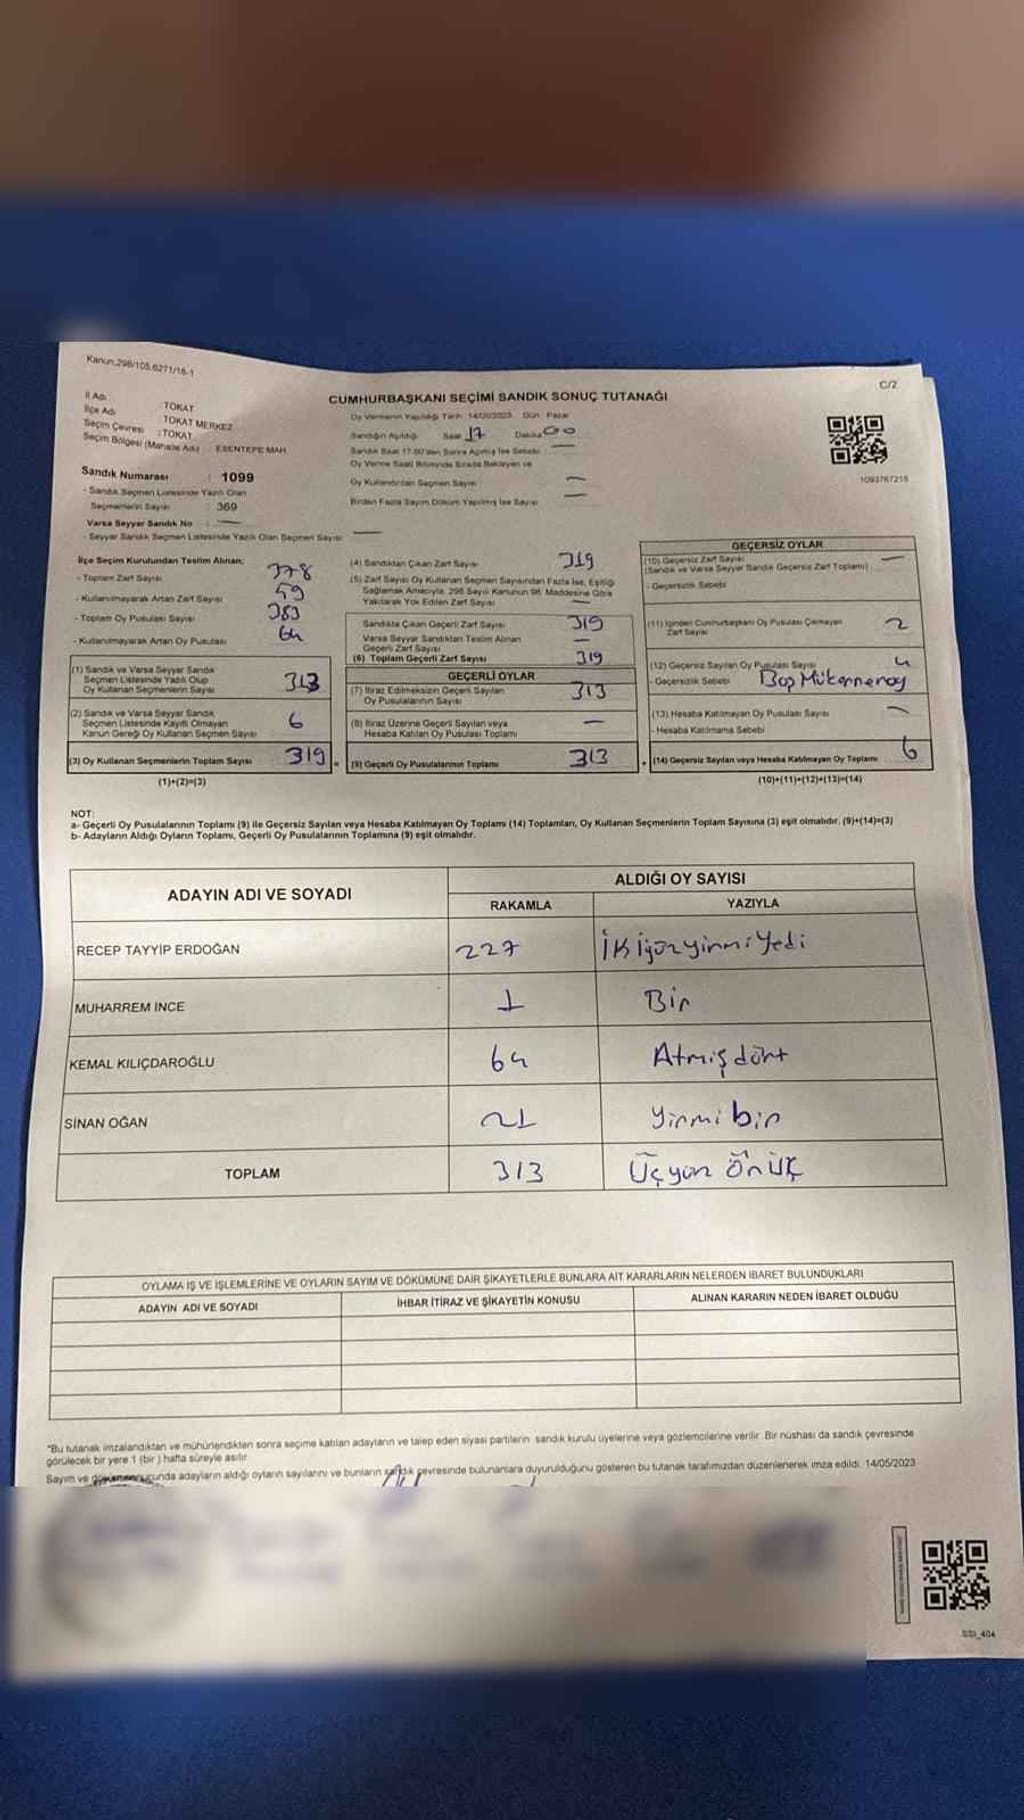 Kanun:298/105,6271/16-1
C/2
CUMHURBAŞKANI SEÇİMİ SANDIK SONUÇ TUTANAĞI
İl Adı : TOKAT
İlçe Adı : TOKAT MERKEZ
Seçim Çevresi : TOKAT
Seçim Bölgesi (Mahalle Adı) : ESENTEPE MAH
Sandık Numarası : 1099
- Sandık Seçmen Listesinde Yazılı Olan
Seçmenlerin Sayısı : 369
Varsa Seyyar Sandık No : —
- Seyyar Sandık Seçmen Listesinde Yazılı Olan Seçmen Sayısı: —
Oy Vermenin Yapıldığı Tarih: 14/05/2023 Gün: Pazar
Sandığın Açıldığı Saat 17 Dakika 00
Sandık Saat 17.00'den Sonra Açılmış İse Sebebi : —
Oy Verme Saati Bitiminde Sırada Bekleyen ve
Oy Kullandırılan Seçmen Sayısı : —
Birden Fazla Sayım Döküm Yapılmış İse Sayısı : —
1093767215
İlçe Seçim Kurulundan Teslim Alınan;
- Toplam Zarf Sayısı 378
- Kullanılmayarak Artan Zarf Sayısı 59
- Toplam Oy Pusulası Sayısı 383
- Kullanılmayarak Artan Oy Pusulası 64
(1) Sandık ve Varsa Seyyar Sandık
Seçmen Listesinde Yazılı Olup
Oy Kullanan Seçmenlerin Sayısı 313
(2) Sandık ve Varsa Seyyar Sandık
Seçmen Listesinde Kayıtlı Olmayan
Kanun Gereği Oy Kullanan Seçmen Sayısı 6
(3) Oy Kullanan Seçmenlerin Toplam Sayısı 319
(1)+(2)=(3)
(4) Sandıktan Çıkan Zarf Sayısı 319
(5) Zarf Sayısı Oy Kullanan Seçmen Sayısından Fazla İse, Eşitliği
Sağlamak Amacıyla, 298 Sayılı Kanunun 98. Maddesine Göre
Yakılarak Yok Edilen Zarf Sayısı —
Sandıkta Çıkan Geçerli Zarf Sayısı 319
Varsa Seyyar Sandıktan Teslim Alınan
Geçerli Zarf Sayısı —
(6) Toplam Geçerli Zarf Sayısı 319
GEÇERLİ OYLAR
(7) İtiraz Edilmeksizin Geçerli Sayılan
Oy Pusulalarının Sayısı 313
(8) İtiraz Üzerine Geçerli Sayılan veya
Hesaba Katılan Oy Pusulası Toplamı —
(9) Geçerli Oy Pusulalarının Toplamı 313
GEÇERSİZ OYLAR
(10) Geçersiz Zarf Sayısı —
(Sandık ve Varsa Seyyar Sandık Geçersiz Zarf Toplamı)
- Geçersizlik Sebebi
(11) İçinden Cumhurbaşkanı Oy Pusulası Çıkmayan
Zarf Sayısı 2
(12) Geçersiz Sayılan Oy Pusulası Sayısı 4
- Geçersizlik Sebebi
(13) Hesaba Katılmayan Oy Pusulası Sayısı —
- Hesaba Katılmama Sebebi
(14) Geçersiz Sayılan veya Hesaba Katılmayan Oy Toplamı 6
(10)+(11)+(12)+(13)=(14)
NOT:
a- Geçerli Oy Pusulalarının Toplamı (9) ile Geçersiz Sayılan veya Hesaba Katılmayan Oy Toplamı (14) Toplamları, Oy Kullanan Seçmenlerin Toplam Sayısına (3) eşit olmalıdır. (9)+(14)=(3)
b- Adayların Aldığı Oyların Toplamı, Geçerli Oy Pusulalarının Toplamına (9) eşit olmalıdır.
ADAYIN ADI VE SOYADI
ALDIĞI OY SAYISI
RAKAMLA YAZIYLA
RECEP TAYYİP ERDOĞAN 227 İkiyüzyirmiyedi
MUHARREM İNCE 1 Bir
KEMAL KILIÇDAROĞLU 64 Atmışdört
SİNAN OĞAN 21 yirmibir
TOPLAM 313 Üçyüz Önüç
OYLAMA İŞ VE İŞLEMLERİNE VE OYLARIN SAYIM VE DÖKÜMÜNE DAİR ŞİKAYETLERLE BUNLARA AİT KARARLARIN NELERDEN İBARET BULUNDUKLARI
ADAYIN ADI VE SOYADI İHBAR İTİRAZ VE ŞİKAYETİN KONUSU ALINAN KARARIN NEDEN İBARET OLDUĞU
"Bu tutanak imzalandıktan ve mühürlendikten sonra seçime katılan adayların ve talep eden siyasi partilerin sandık kurulu üyelerine veya gözlemcilerine verilir. Bir nüshası da sandık çevresinde
görülecek bir yere 1 (bir) hafta süreyle asılır.
Sayım ve sonucunda adayların aldığı oyların sayılarını ve bunların sandık çevresinde bulunanlara duyurulduğunu gösteren bu tutanak tarafımızdan düzenlenerek imza edildi. 14/05/2023
SSI_404